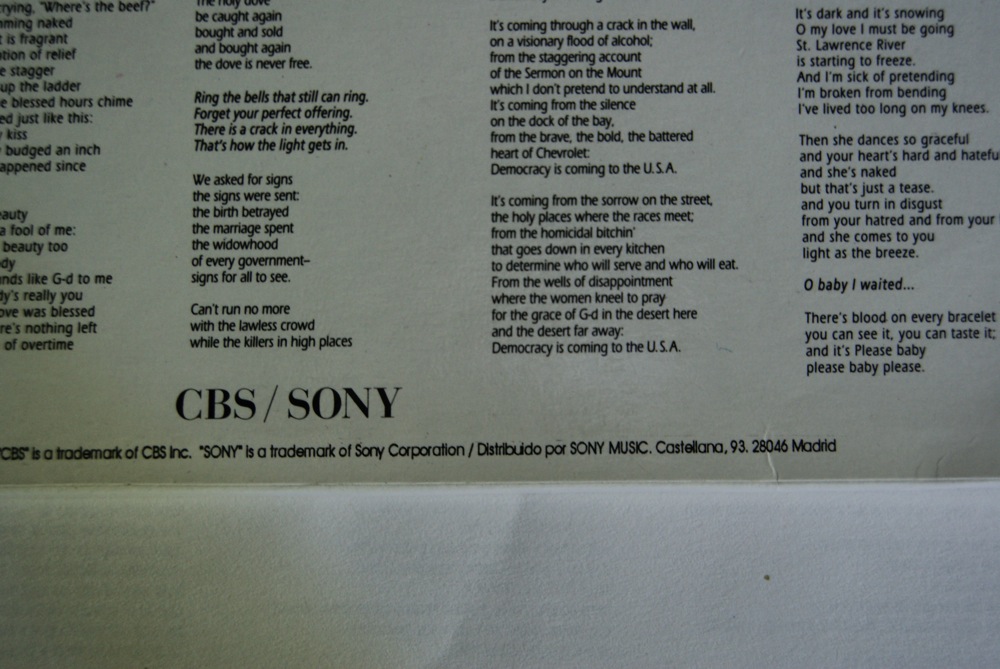 rying, "Where's the beef?"
naked
is fragrant
of relief
stagger
up the ladder
blessed hours chime
just like this:
kiss
budged an inch
since
a fool of me:
beauty too
like G-d to me
really you
was blessed
nothing left
of overtime
The holy dove
be caught again
bought and sold
and bought again
the dove is never free.
Ring the bells that still can ring.
Forget your perfect offering.
There is a crack in everything.
That's how the light gets in.
We asked for signs
the signs were sent:
the birth betrayed
the marriage spent
the widowhood
of every government–
signs for all to see.
Can't run no more
with the lawless crowd
while the killers in high places
It's coming through a crack in the wall,
on a visionary flood of alcohol;
from the staggering account
of the Sermon on the Mount
which I don't pretend to understand at all.
It's coming from the silence
on the dock of the bay,
from the brave, the bold, the battered
heart of Chevrolet:
Democracy is coming to the U.S.A.
It's coming from the sorrow on the street,
the holy places where the races meet;
from the homicidal bitchin'
that goes down in every kitchen
to determine who will serve and who will eat.
From the wells of disappointment
where the women kneel to pray
for the grace of G-d in the desert here
and the desert far away:
Democracy is coming to the U.S.A.
It's dark and it's snowing
O my love I must be going
St. Lawrence River
is starting to freeze.
And I'm sick of pretending
I'm broken from bending
I've lived too long on my knees.
Then she dances so graceful
and your heart's hard and hatefu
and she's naked
but that's just a tease.
and you turn in disgust
from your hatred and from your
and she comes to you
light as the breeze.
O baby I waited...
There's blood on every bracelet
you can see it, you can taste it;
and it's Please baby
please baby please.
CBS / SONY
"CBS" is a trademark of CBS Inc. "SONY" is a trademark of Sony Corporation / Distribuido por SONY MUSIC. Castellana, 93. 28046 Madrid